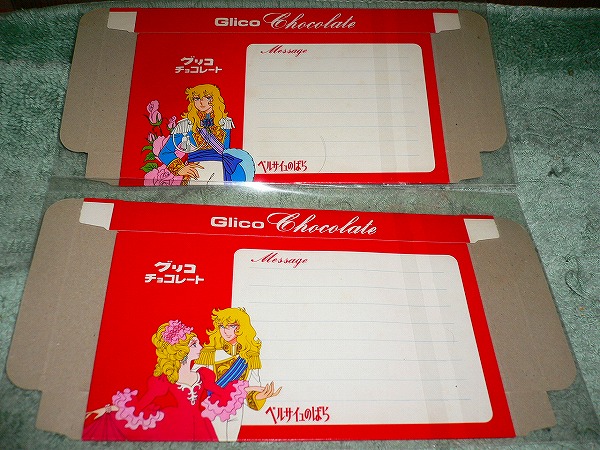 Glico Chocolate
Message
グリコ
チョコレート
ベルサイユのばら
Glico Chocolate
Message
グリコ
チョコレート
ベルサイユのばら